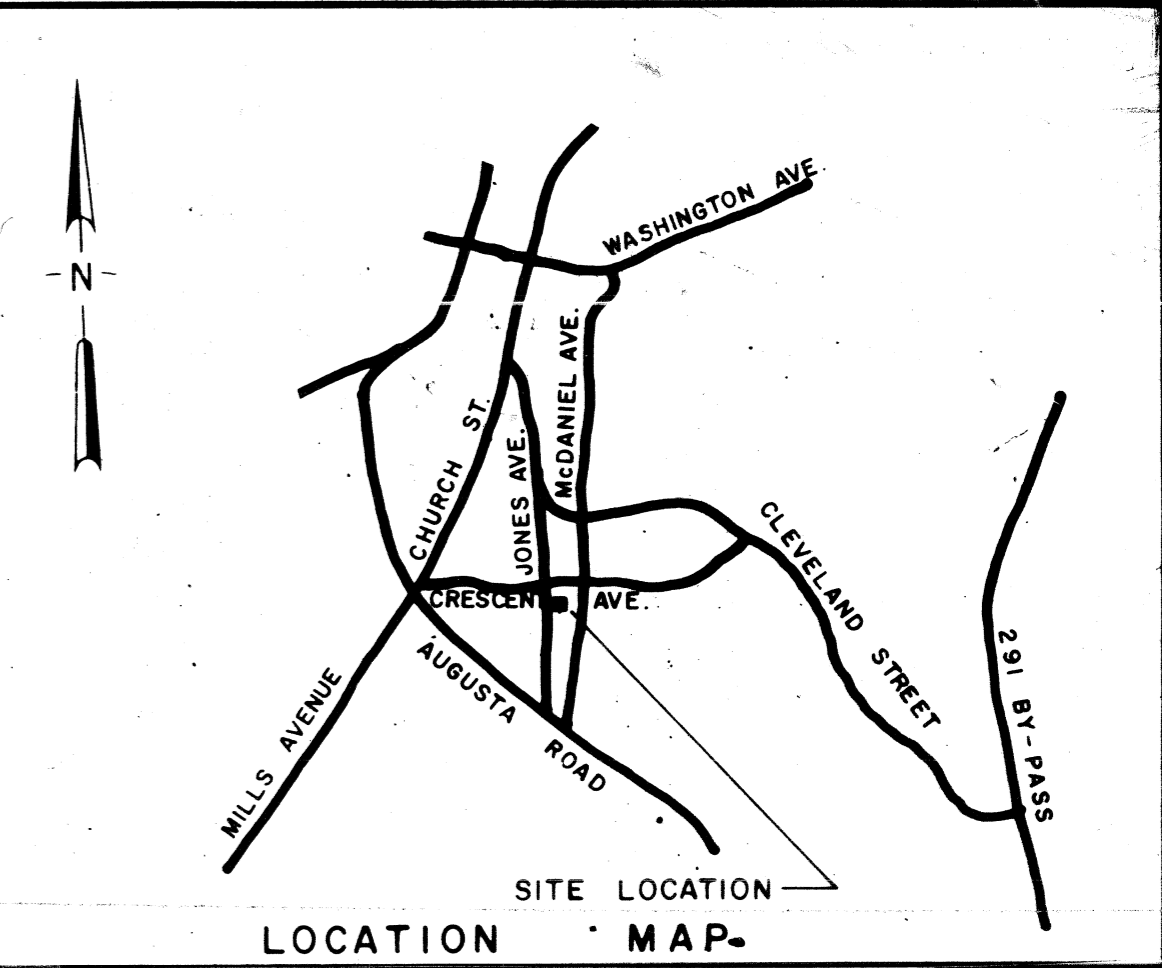 WASHINGTON AVE
N
McDANIEL AVE.
CHURCH ST.
JONES AVE.
CLEVELAND STREET
CRESCENT AVE.
AUGUSTA ROAD
291 BY-PASS
MILLS AVENUE
SITE LOCATION
LOCATION MAP